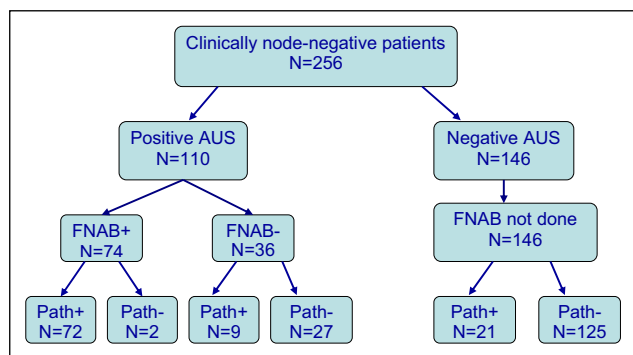 Clinically node-negative patients
N=256
Positive AUS
N=110
Negative AUS
N=146
FNAB+
N=74
FNAB-
N=36
FNAB not done
N=146
Path+
N=72
Path-
N=2
Path+
N=9
Path-
N=27
Path+
N=21
Path-
N=125